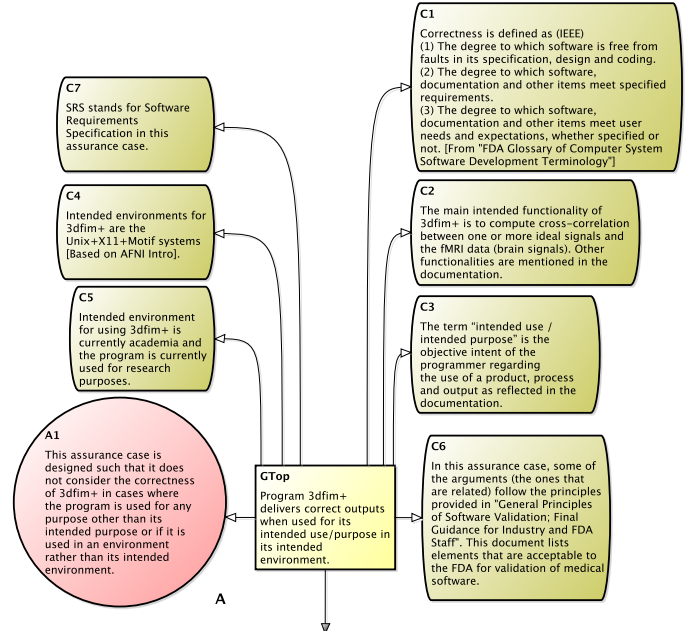 C1
Correctness is defined as (IEEE)
(1) The degree to which software is free from
faults in its specification, design and coding.
(2) The degree to which software,
documentation and other items meet specified
requirements.
(3) The degree to which software,
documentation and other items meet user
needs and expectations, whether specified or
not. [From "FDA Glossary of Computer System
Software Development Terminology"]
C7
SRS stands for Software
Requirements
Specification in this
assurance case.
C4
Intended environments for
3dfim+ are the
Unix+X11+Motif systems
[Based on AFNI Intro].
C2
The main intended functionality of
3dfim+ is to compute cross-correlation
between one or more ideal signals and
the fMRI data (brain signals). Other
functionalities are mentioned in the
documentation.
C5
Intended environment
for using 3dfim+ is
currently academia and
the program is currently
used for research
purposes.
C3
The term “intended use /
intended purpose” is the
objective intent of the
programmer regarding
the use of a product, process
and output as reflected in the
documentation.
A1
This assurance case is
designed such that it does
not consider the correctness
of 3dfim+ in cases where
the program is used for any
purpose other than its
intended purpose or if it is
used in an environment
rather than its intended
environment.
A
GTop
Program 3dfim+
delivers correct outputs
when used for its
intended use/purpose in
its intended
environment.
C6
In this assurance case, some of
the arguments (the ones that
are related) follow the principles
provided in "General Principles
of Software Validation; Final
Guidance for Industry and FDA
Staff". This document lists
elements that are acceptable to
the FDA for validation of medical
software.